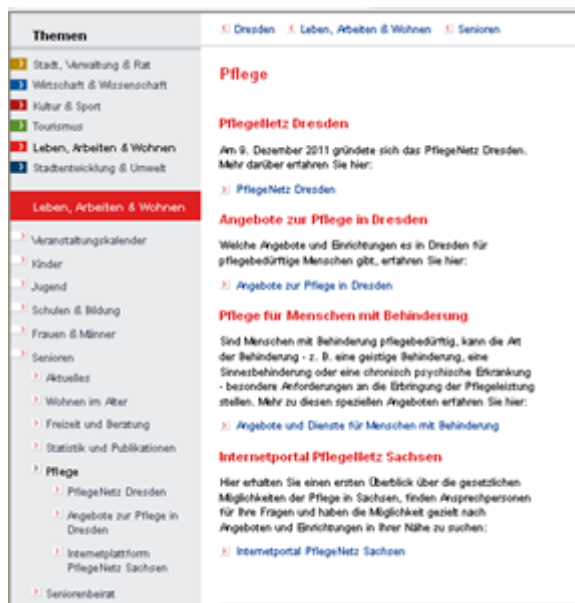 Themen
Stadt, Verwaltung & Rat
Wirtschaft & Wissenschaft
Kultur & Sport
Tourismus
Leben, Arbeiten & Wohnen
Stadtentwicklung & Umwelt
Leben, Arbeiten & Wohnen
Veranstaltungskalender
Kinder
Jugend
Schulen & Bildung
Frauen & Männer
Senioren
Aktuelles
Wohnen im Alter
Freizeit und Beratung
Statistik und Publikationen
Pflege
PflegeNetz Dresden
Angebote zur Pflege in
Dresden
Internetplattform
PflegeNetz Sachsen
Seniorenbeirat
Dresden Leben, Arbeiten & Wohnen Senioren
Pflege
PflegeNetz Dresden
Am 9. Dezember 2011 gründete sich das PflegeNetz Dresden.
Mehr darüber erfahren Sie hier:
PflegeNetz Dresden
Angebote zur Pflege in Dresden
Welche Angebote und Einrichtungen es in Dresden für
pflegebedürftige Menschen gibt, erfahren Sie hier:
Angebote zur Pflege in Dresden
Pflege für Menschen mit Behinderung
Sind Menschen mit Behinderung pflegebedürftig, kann die Art
der Behinderung - z. B. eine geistige Behinderung, eine
Sinnesbehinderung oder eine chronisch psychische Erkrankung
- besondere Anforderungen an die Erbringung der Pflegeleistung
stellen. Mehr zu diesen speziellen Angeboten erfahren Sie hier:
Angebote und Dienste für Menschen mit Behinderung
Internetportal PflegeNetz Sachsen
Hier erhalten Sie einen ersten Überblick über die gesetzlichen
Möglichkeiten der Pflege in Sachsen, finden Ansprechpersonen
für Ihre Fragen und haben die Möglichkeit gezielt nach
Angeboten und Einrichtungen in Ihrer Nähe zu suchen:
Internetportal PflegeNetz Sachsen